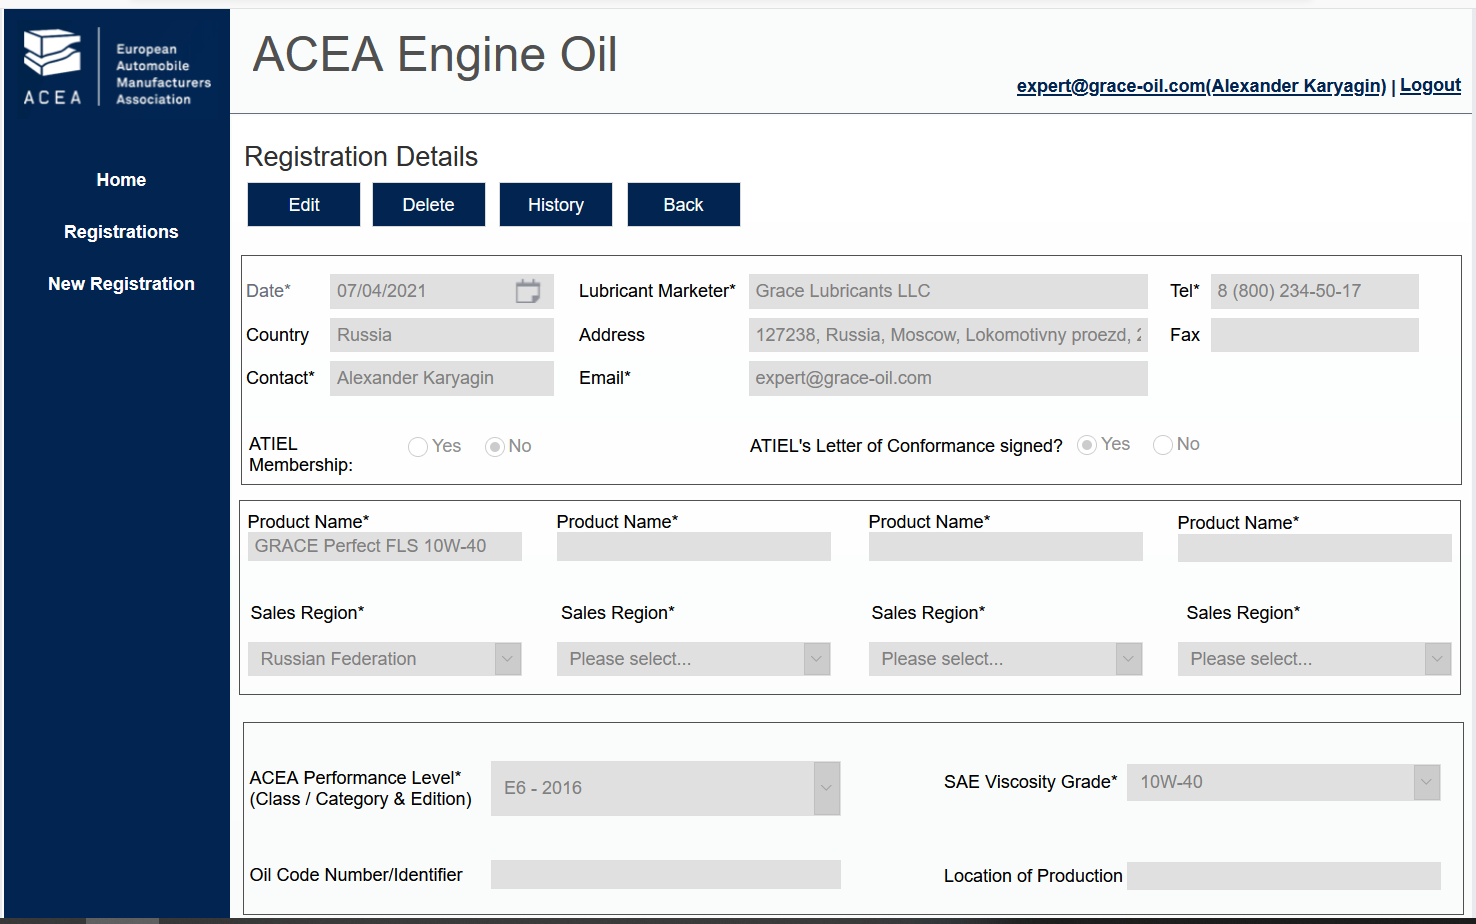 ACEA
European
Automobile
Manufacturers
Association
ACEA Engine Oil
expert@grace-oil.com(Alexander Karyagin) | Logout
Home
Registrations
New Registration
Registration Details
Edit Delete History Back
Date* 07/04/2021 Lubricant Marketer* Grace Lubricants LLC Tel* 8 (800) 234-50-17
Country Russia Address 127238, Russia, Moscow, Lokomotivny proezd, Fax
Contact* Alexander Karyagin Email* expert@grace-oil.com
ATIEL
Membership: Yes No ATIEL's Letter of Conformance signed? Yes No
Product Name* Product Name* Product Name* Product Name*
GRACE Perfect FLS 10W-40
Sales Region* Sales Region* Sales Region* Sales Region*
Russian Federation Please select... Please select... Please select...
ACEA Performance Level*
(Class / Category & Edition) E6 - 2016 SAE Viscosity Grade* 10W-40
Oil Code Number/Identifier Location of Production